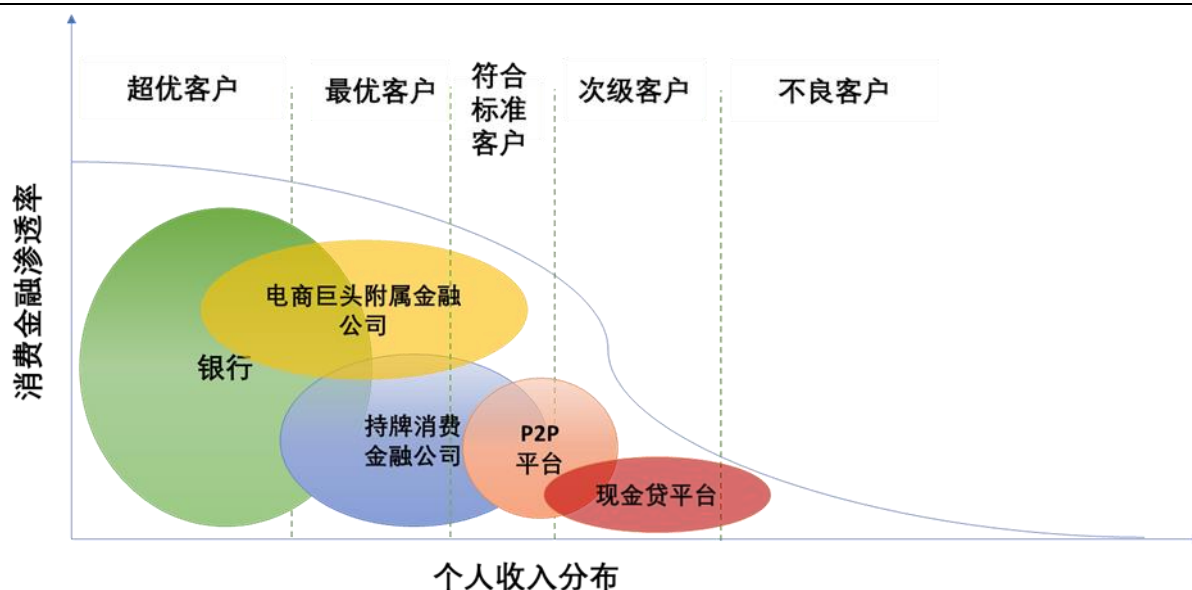 超优客户
最优客户
符合
标准
客户
次级客户
不良客户
消费金融渗透率
电商巨头附属金融
公司
银行
持牌消费
金融公司
P2P
平台
现金贷平台
个人收入分布